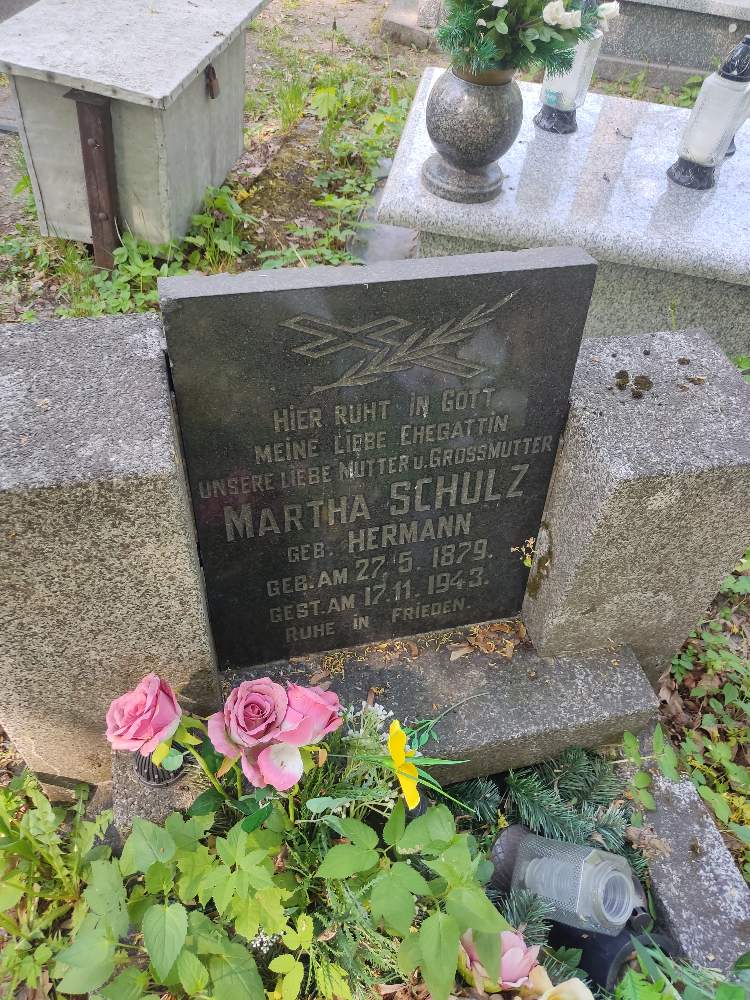 HIER RUHT IN GOTT
MEINE LIEBE EHEGATTIN
UNSERE LIEBE MUTTER U. GROSSMUTTER
MARTHA SCHULZ
GEB. HERMANN
GEB. AM 27. 5. 1879.
GEST. AM 17. 11. 1943.
RUHE IN FRIEDEN.